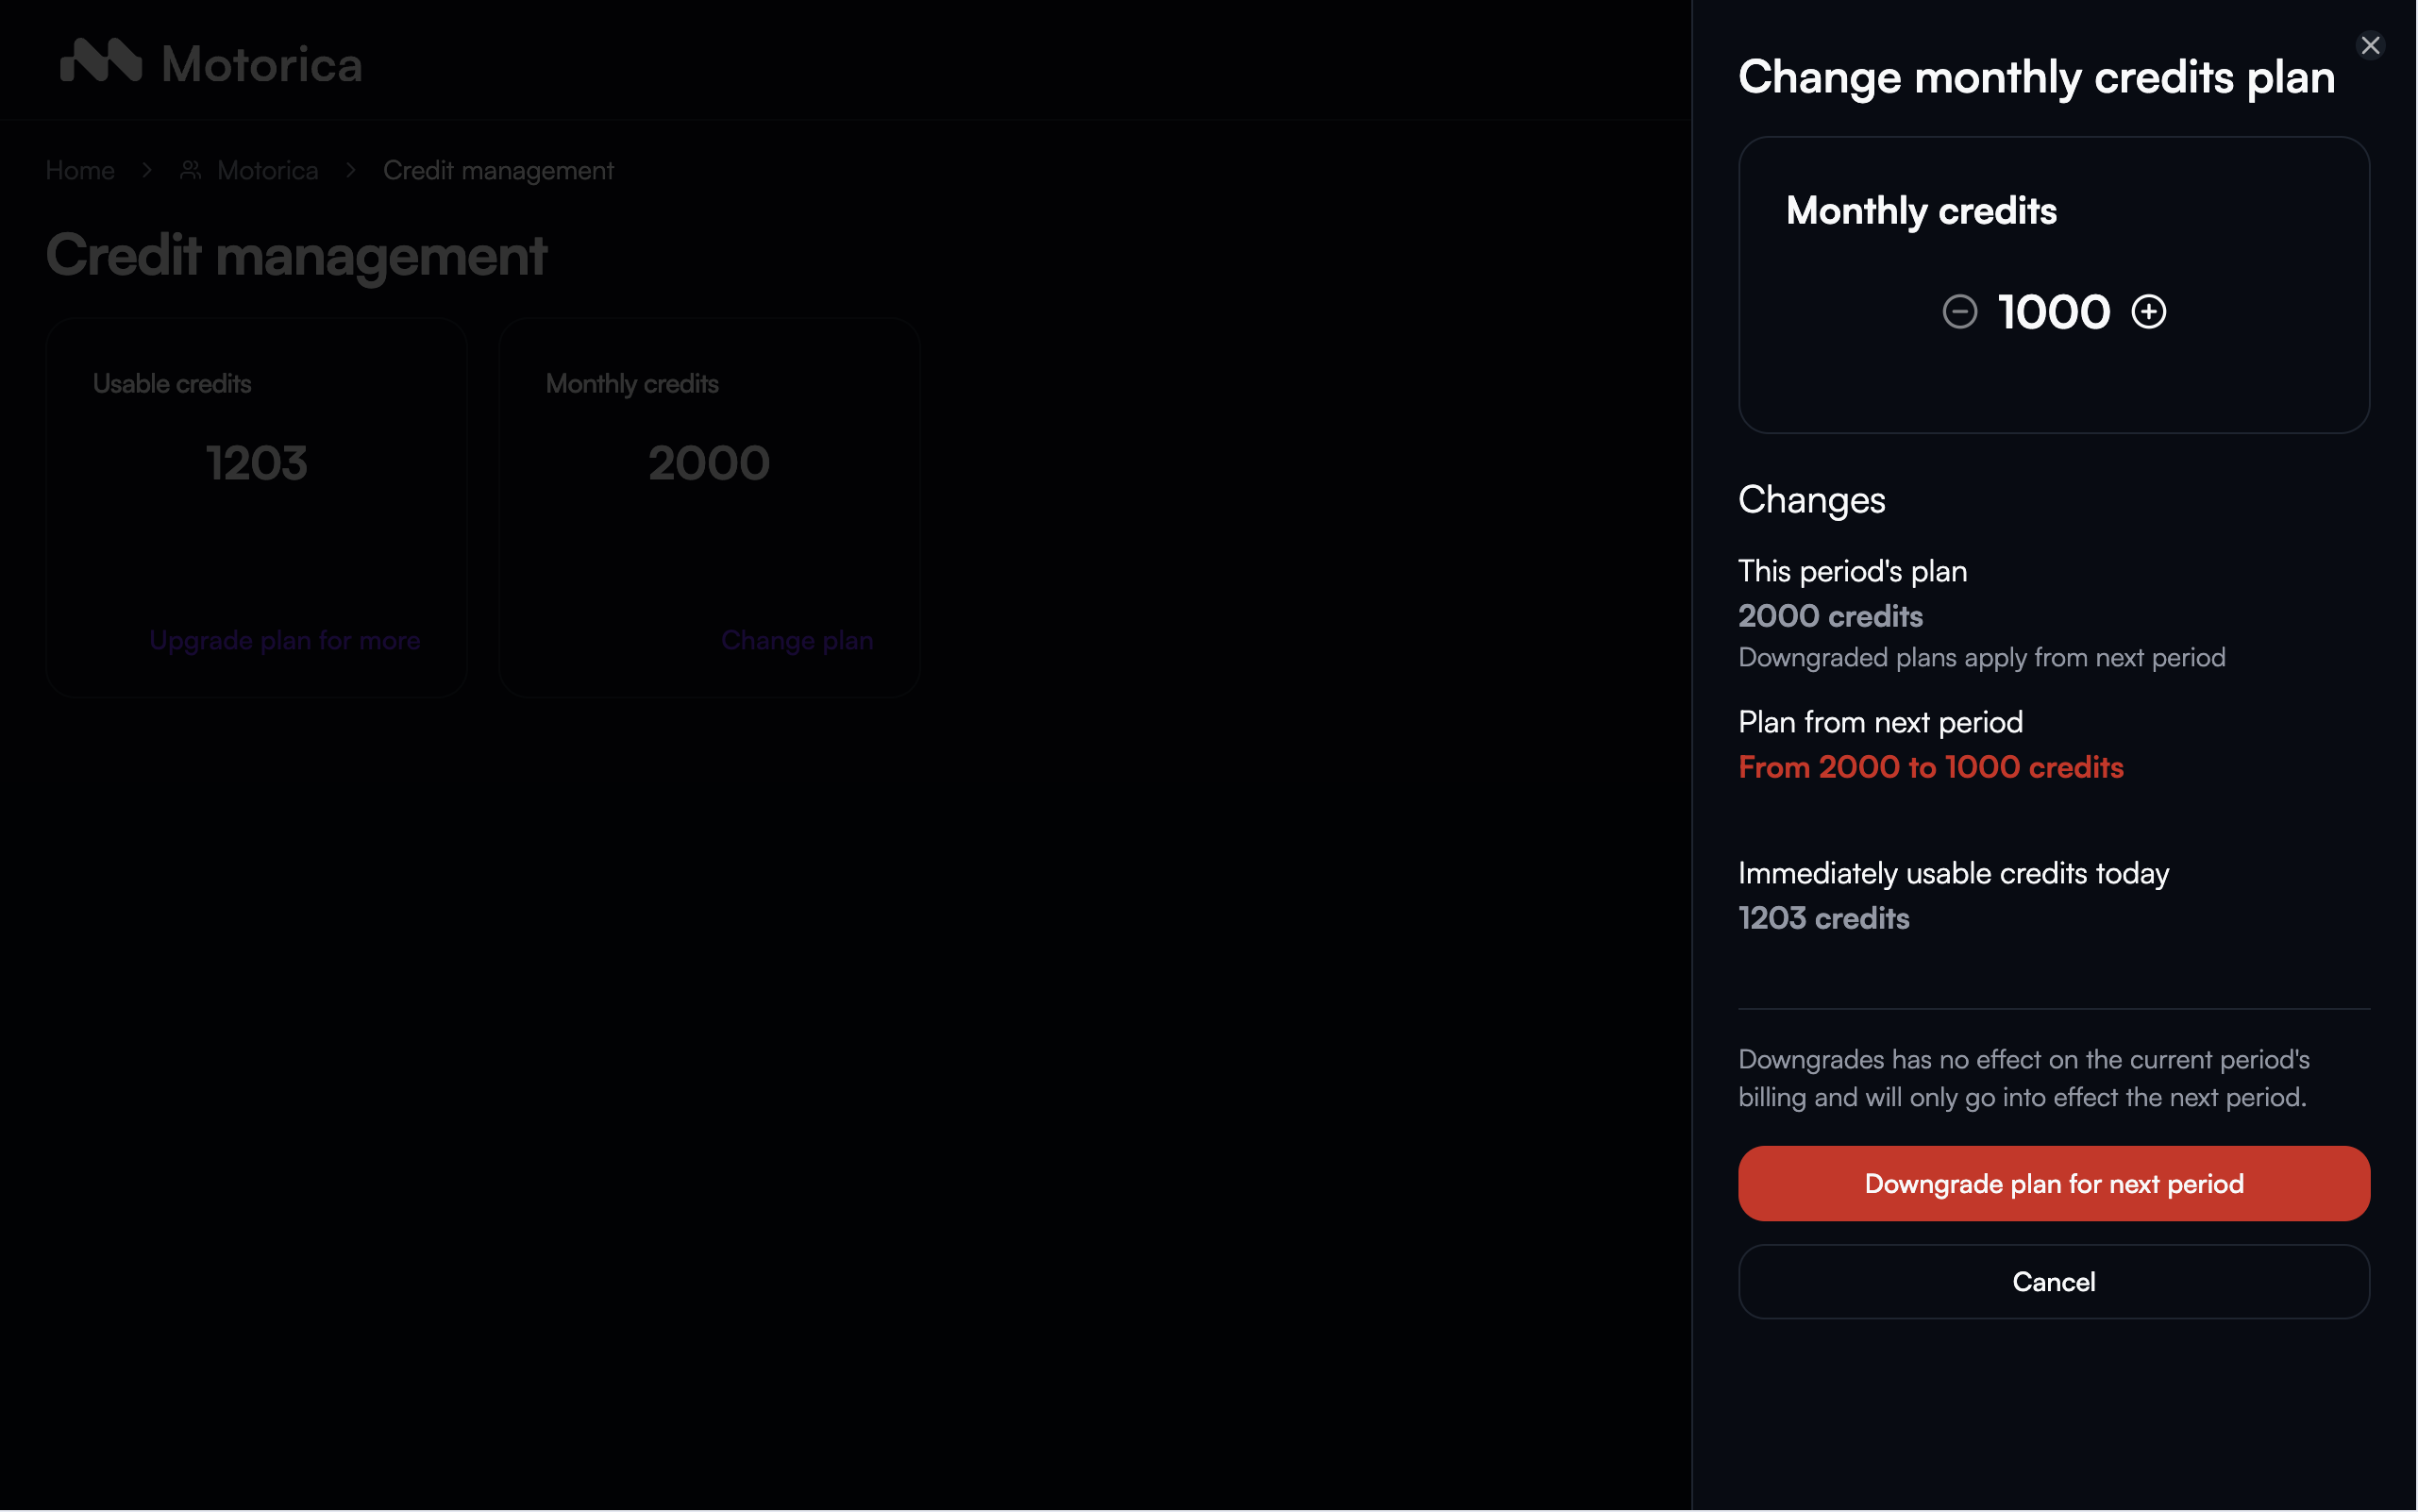 Motorica
Home
Motorica
Credit management
Credit management
Usable credits
1203
Upgrade plan for more
Monthly credits
2000
Change plan
Change monthly credits plan
Monthly credits
1000
Changes
This period's plan
2000 credits
Downgraded plans apply from next period
Plan from next period
From 2000 to 1000 credits
Immediately usable credits today
1203 credits
Downgrades has no effect on the current period's
billing and will only go into effect the next period.
Downgrade plan for next period
Cancel